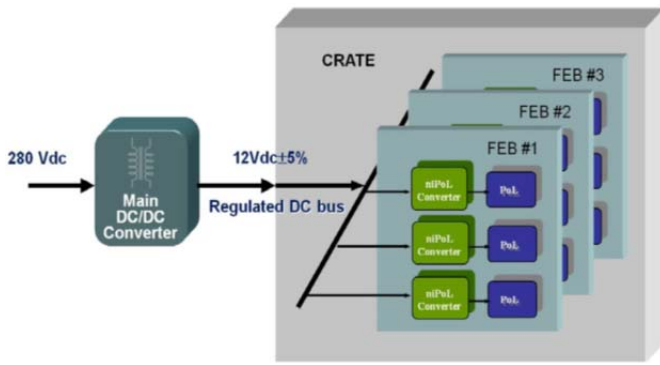 CRATE
FEB #3
FEB #2
FEB #1
280 Vdc
12Vdc±5%
Main
DC/DC
Converter
Regulated DC bus
niPoL
Converter
PoL
niPoL
Converter
PoL
niPoL
Converter
PoL